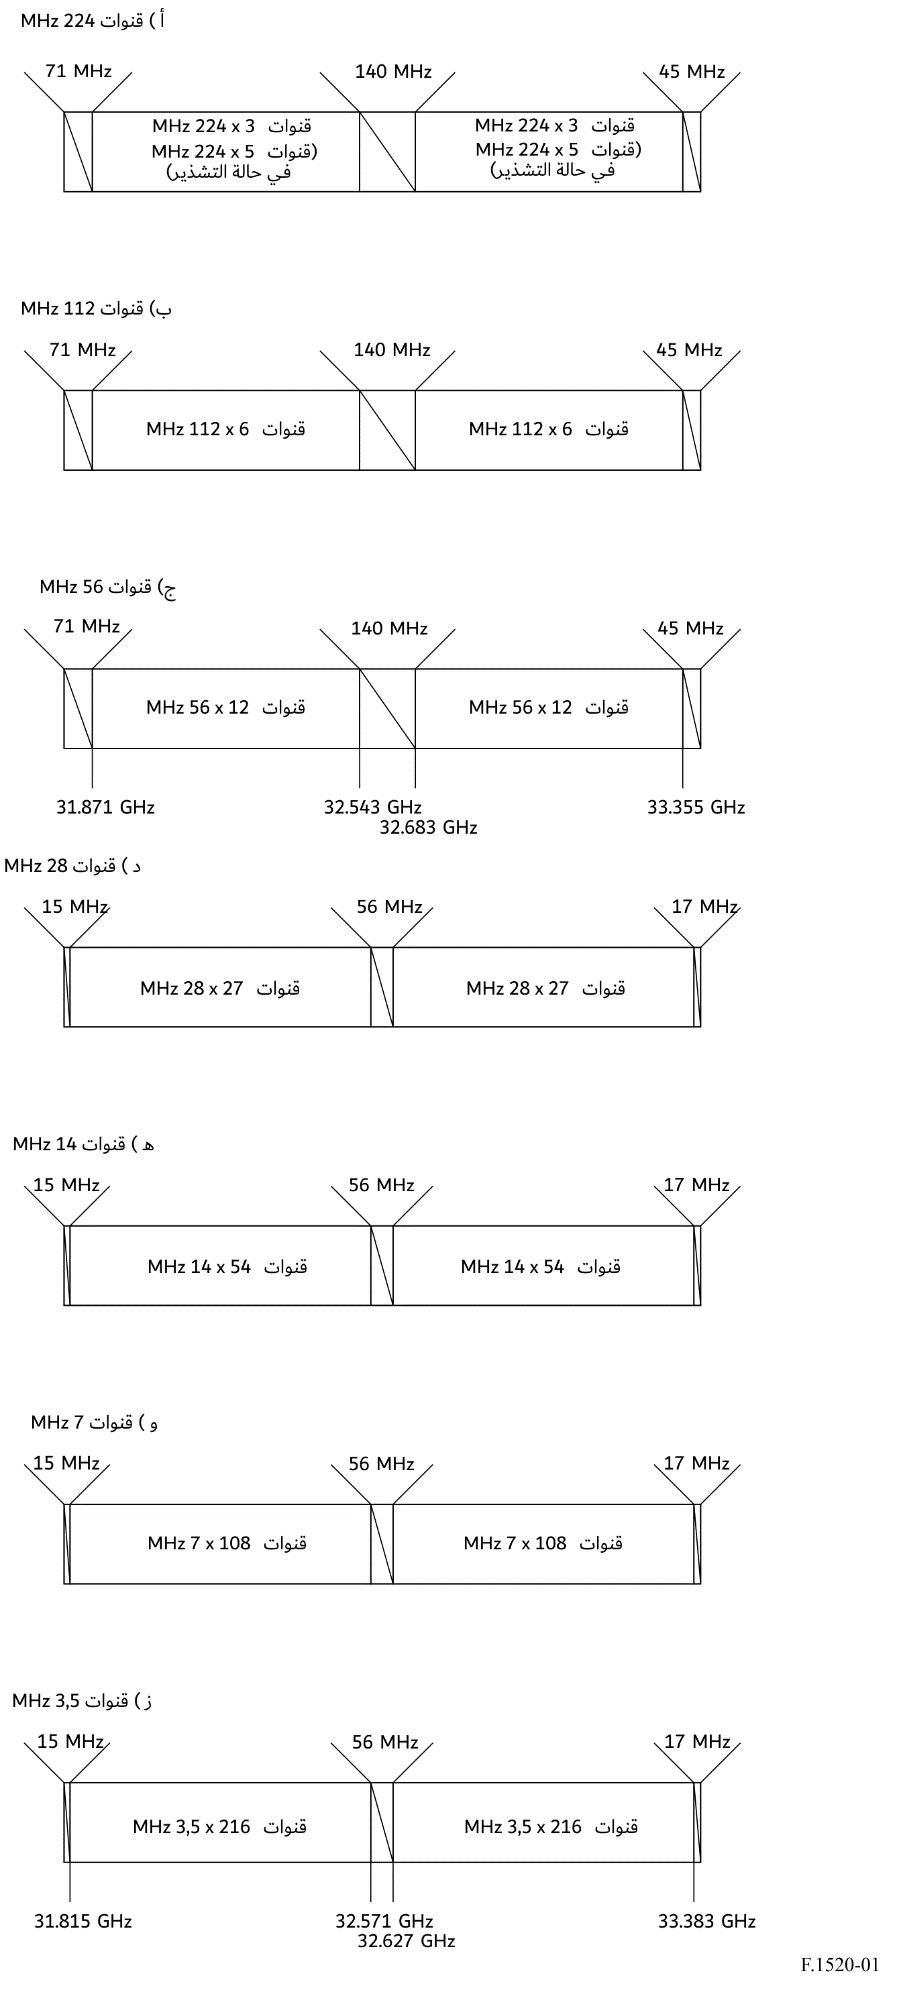 أ ) قنوات 224 MHz
71 MHz 140 MHz 45 MHz
قنوات 3 x 224 MHz
(قنوات 5 x 224 MHz
في حالة التشذير)
قنوات 3 x 224 MHz
(قنوات 5 x 224 MHz
في حالة التشذير)
ب) قنوات 112 MHz
71 MHz 140 MHz 45 MHz
قنوات 6 x 112 MHz
قنوات 6 x 112 MHz
ج) قنوات 56 MHz
71 MHz 140 MHz 45 MHz
قنوات 12 x 56 MHz
قنوات 12 x 56 MHz
31.871 GHz 32.543 GHz 33.355 GHz
32.683 GHz
د ) قنوات 28 MHz
15 MHz 56 MHz 17 MHz
قنوات 27 x 28 MHz
قنوات 27 x 28 MHz
ه ) قنوات 14 MHz
15 MHz 56 MHz 17 MHz
قنوات 54 x 14 MHz
قنوات 54 x 14 MHz
و ) قنوات 7 MHz
15 MHz 56 MHz 17 MHz
قنوات 108 x 7 MHz
قنوات 108 x 7 MHz
ز ) قنوات 3,5 MHz
15 MHz 56 MHz 17 MHz
قنوات 216 x 3,5 MHz
قنوات 216 x 3,5 MHz
31.815 GHz 32.571 GHz 33.383 GHz
32.627 GHz
F.1520-01